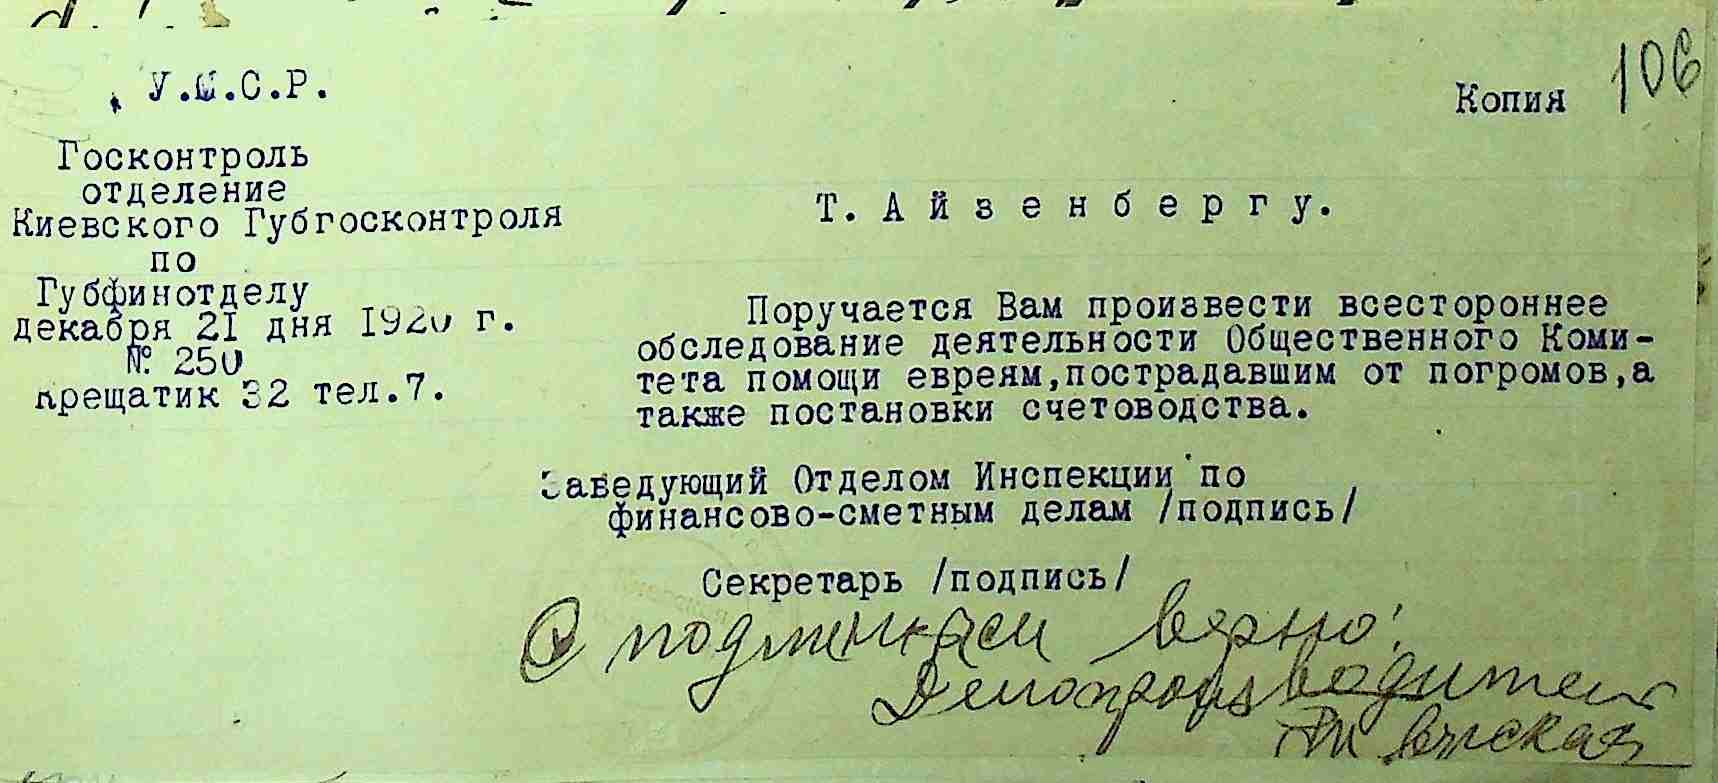 У.С.С.Р.
Копия 106
Госконтроль
отделение
Киевского Губгосконтроля
по
Губфинотделу
декабря 21 дня 1920 г.
№ 250
Крещатик 32 тел.7.
Т. Айзенбергу.
Поручается Вам произвести всестороннее
обследование деятельности Общественного Коми-
тета помощи евреям,пострадавшим от погромов,а
также постановки счетоводства.
Заведующий Отделом Инспекции по
финансово-сметным делам /подпись/
Секретарь /подпись/
С подлинным верно:
Делопроизводитель